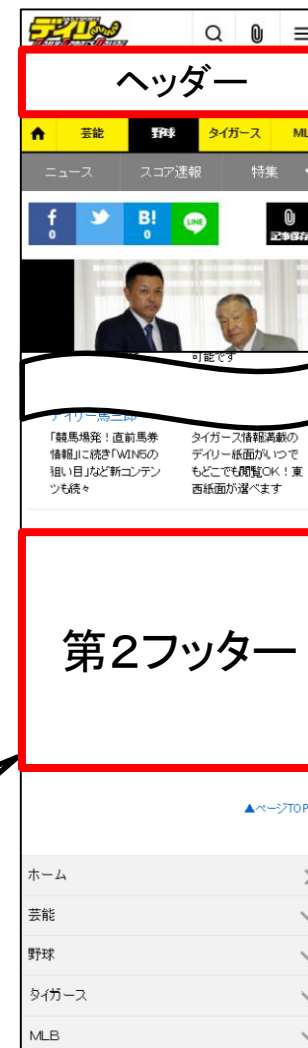 デイリー
ヘッダー
芸能 野球 タイガース ML
ニュース スコア速報 特集
f 0
B! 0
LINE
記事保存
可能です
デイリー馬三郎
「競馬場発！直前馬券
情報」に続き「WIN5の
狙い目」など新コンテン
ツも続々
タイガース情報満載の
デイリー紙面がいつで
もどこでも閲覧OK！東
西紙面が選べます
第２フッター
▲ページTOP
ホーム
芸能
野球
タイガース
MLB